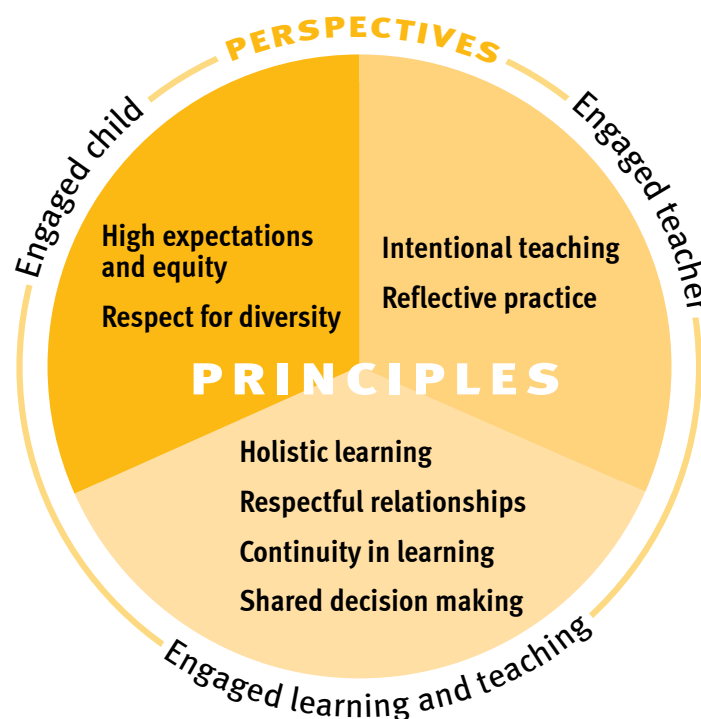 PERSPECTIVES
Engaged child
Engaged teacher
High expectations
and equity
Respect for diversity
Intentional teaching
Reflective practice
PRINCIPLES
Holistic learning
Respectful relationships
Continuity in learning
Shared decision making
Engaged learning and teaching